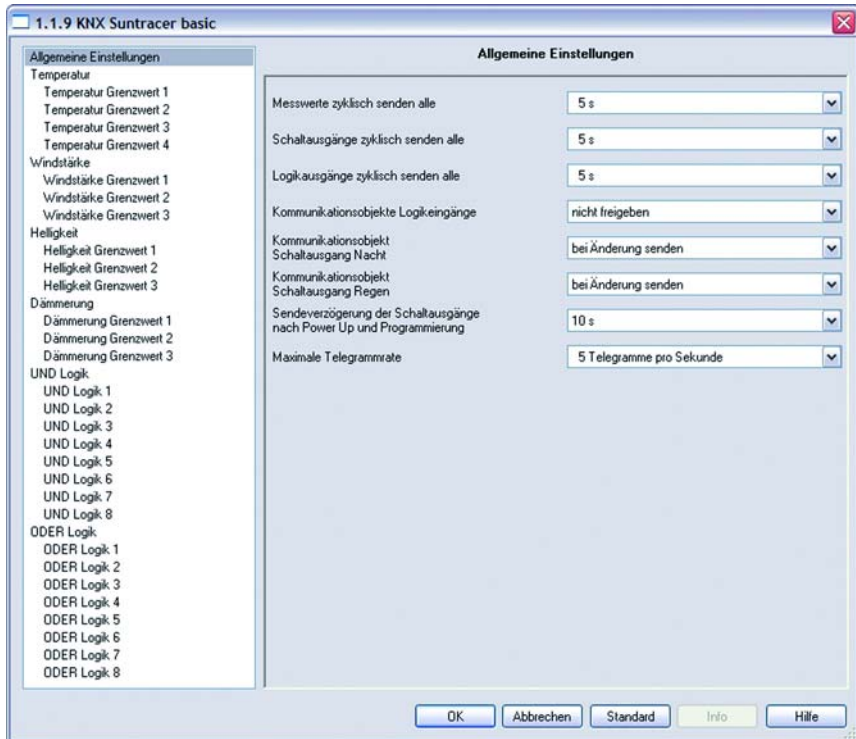 1.1.9 KNX Suntracer basic
Allgemeine Einstellungen
Temperatur
Temperatur Grenzwert 1
Temperatur Grenzwert 2
Temperatur Grenzwert 3
Temperatur Grenzwert 4
Windstärke
Windstärke Grenzwert 1
Windstärke Grenzwert 2
Windstärke Grenzwert 3
Helligkeit
Helligkeit Grenzwert 1
Helligkeit Grenzwert 2
Helligkeit Grenzwert 3
Dämmerung
Dämmerung Grenzwert 1
Dämmerung Grenzwert 2
Dämmerung Grenzwert 3
UND Logik
UND Logik 1
UND Logik 2
UND Logik 3
UND Logik 4
UND Logik 5
UND Logik 6
UND Logik 7
UND Logik 8
ODER Logik
ODER Logik 1
ODER Logik 2
ODER Logik 3
ODER Logik 4
ODER Logik 5
ODER Logik 6
ODER Logik 7
ODER Logik 8
Allgemeine Einstellungen
Messwerte zyklisch senden alle 5 s
Schaltausgänge zyklisch senden alle 5 s
Logikausgänge zyklisch senden alle 5 s
Kommunikationsobjekte Logikeingänge nicht freigeben
Kommunikationsobjekt
Schaltausgang Nacht bei Änderung senden
Kommunikationsobjekt
Schaltausgang Regen bei Änderung senden
Sendeverzögerung der Schaltausgänge
nach Power Up und Programmierung 10 s
Maximale Telegrammrate 5 Telegramme pro Sekunde
OK Abbrechen Standard Info Hilfe